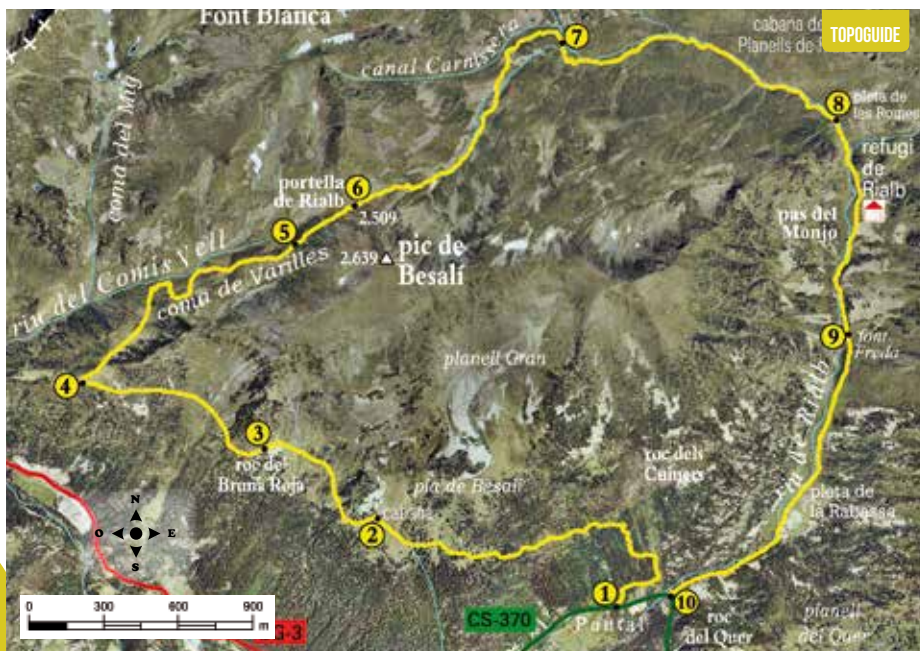 Font Blanca
cabana de
Planells de R
TOPOGUIDE
7
canal Carnissera
coma del Mig
8
pleta de
les Romes
refugi
de
Rialb
portella
de Rialb
6
2.509
pas del
Monjo
5
riu del Comis Vell
coma de Varilles
2.639
pic de
Besalí
9
font
Freda
planell Gran
4
3
roc del
Bruna Roja
riu de Rialb
roc dels
pla de Besalí
pleta de
la Rabassa
N
O
E
S
cabana
2
0
300
600
900
m
G-3
CS-370
1
10
roc
del Quer
planell
del Quer